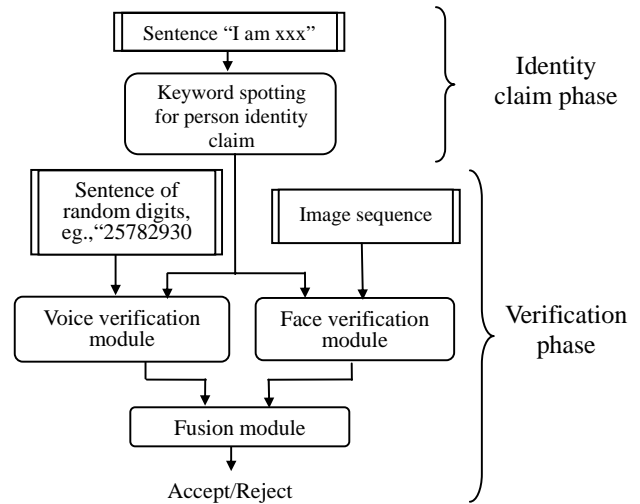 Sentence “I am xxx”
Identity
claim phase
Keyword spotting
for person identity
claim
Sentence of
random digits,
eg.,“25782930
Image sequence
Voice verification
module
Face verification
module
Verification
phase
Fusion module
Accept/Reject